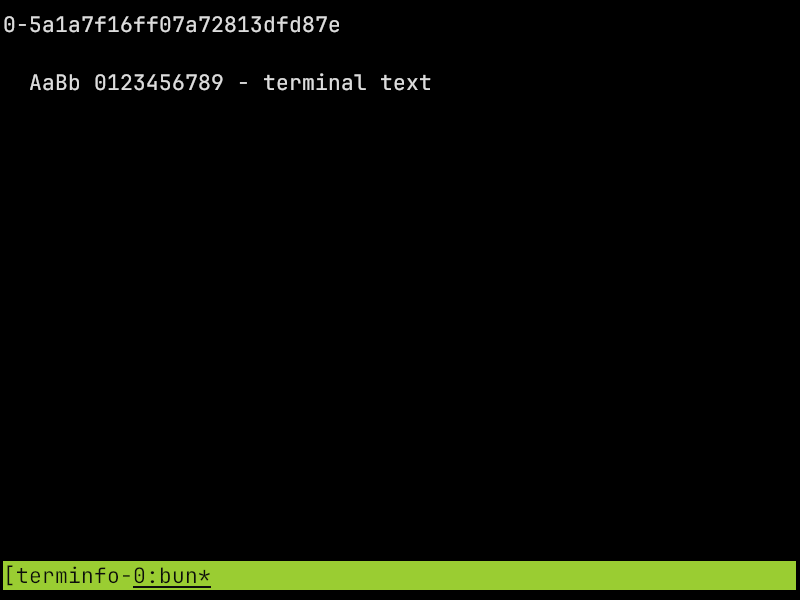 0-5a1a7f16ff07a72813dfd87e
AaBb 0123456789 - terminal text
[terminfo-0:bun*